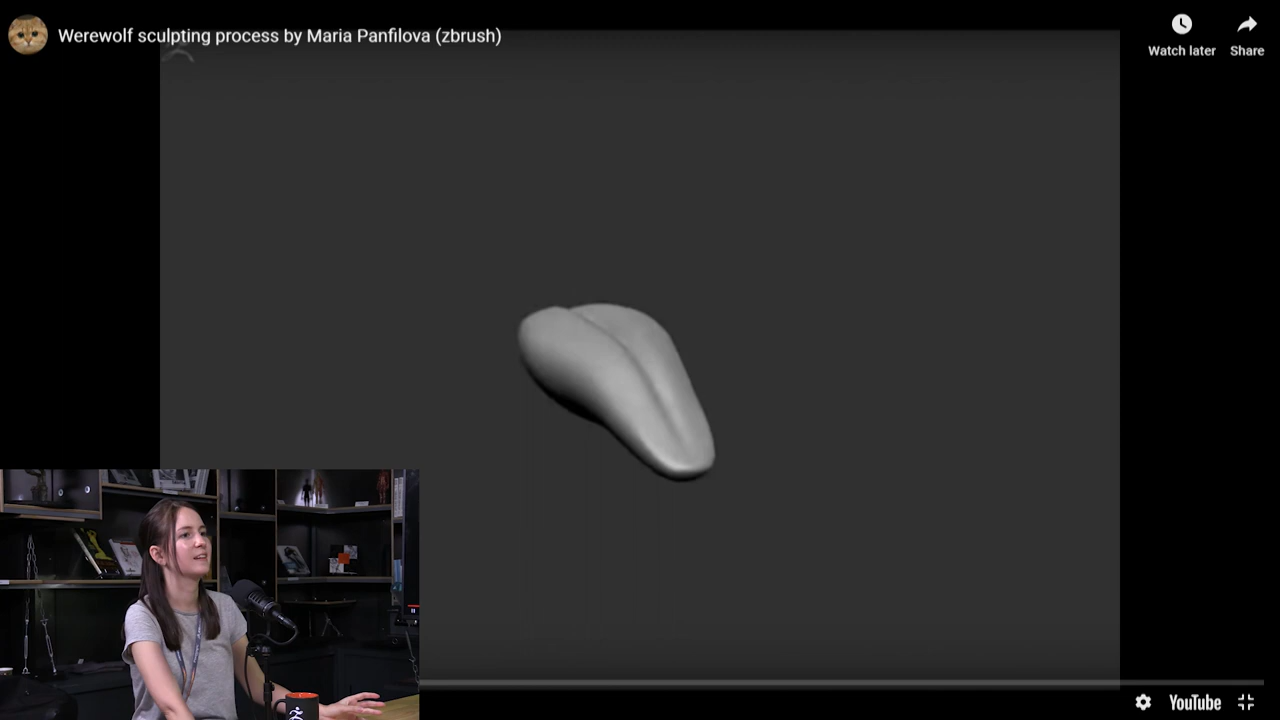 Werewolf sculpting process by Maria Panfilova (zbrush)
Watch later
Share
YouTube